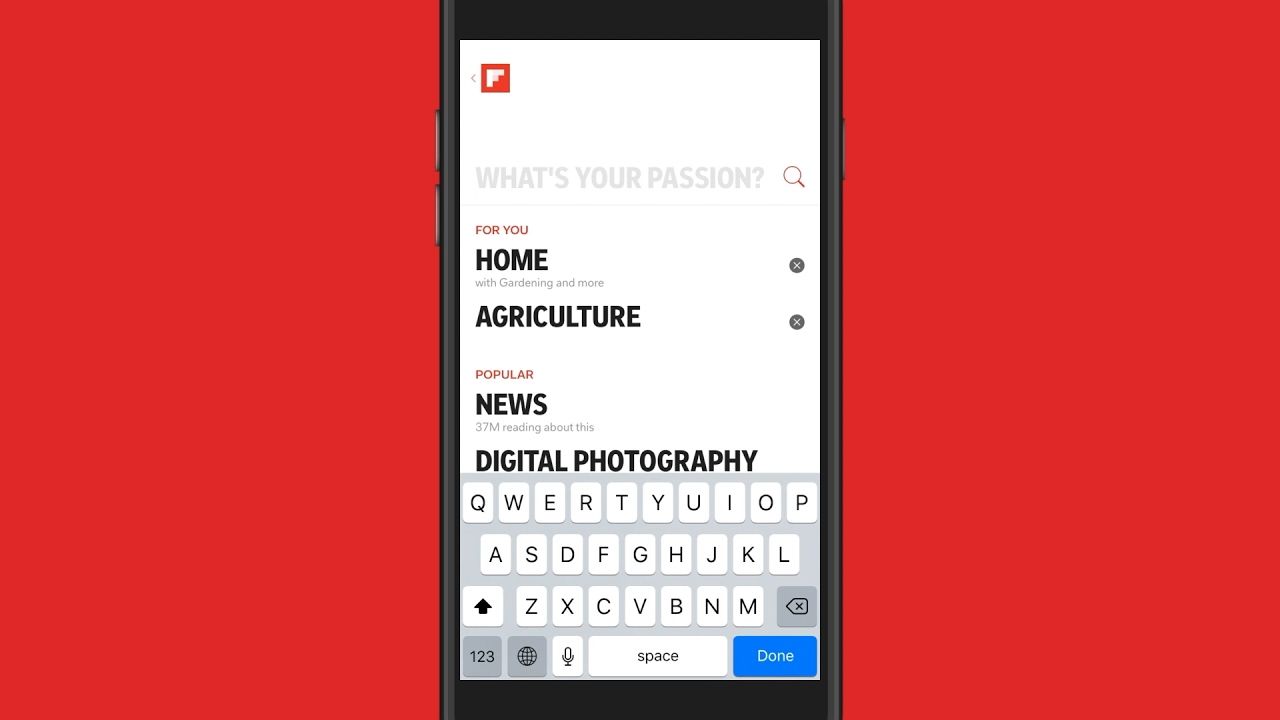 WHAT'S YOUR PASSION?
FOR YOU
HOME
with Gardening and more
AGRICULTURE
POPULAR
NEWS
37M reading about this
DIGITAL PHOTOGRAPHY
Q W E R T Y U I O P
A S D F G H J K L
Z X C V B N M
123 space Done